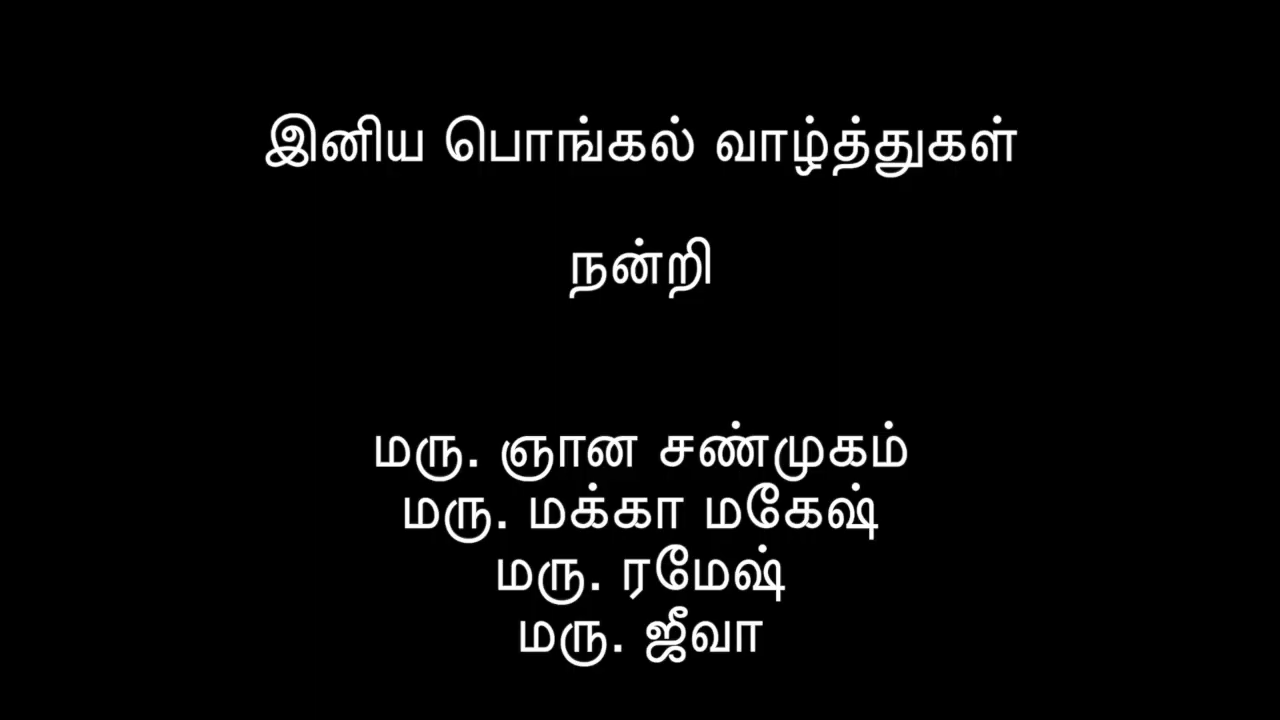 இனிய பொங்கல் வாழ்த்துகள்
நன்றி
மரு. ஞான சண்முகம்
மரு. மக்கா மகேஷ்
மரு. ரமேஷ்
மரு. ஜீவா